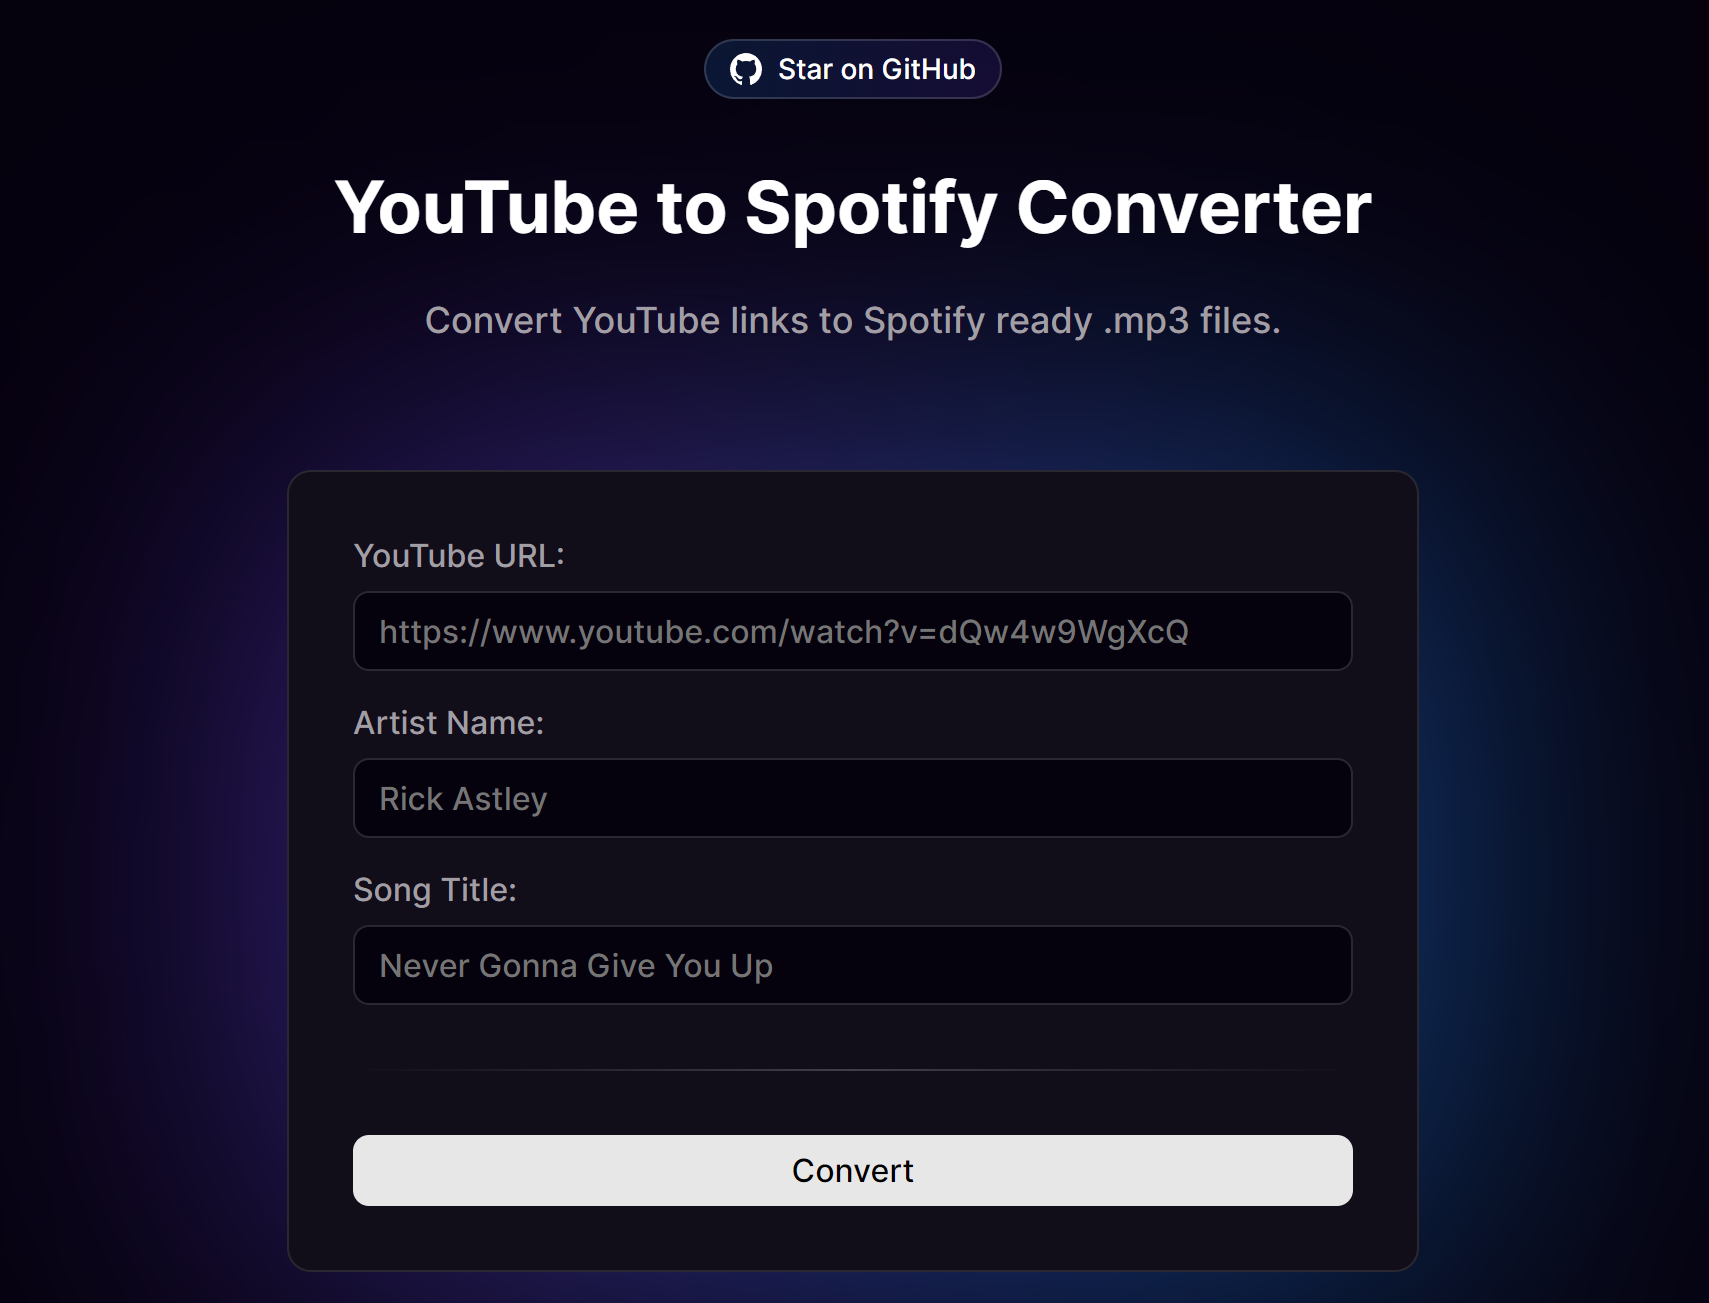 Star on GitHub
YouTube to Spotify Converter
Convert YouTube links to Spotify ready .mp3 files.
YouTube URL:
https://www.youtube.com/watch?v=dQw4w9WgXcQ
Artist Name:
Rick Astley
Song Title:
Never Gonna Give You Up
Convert